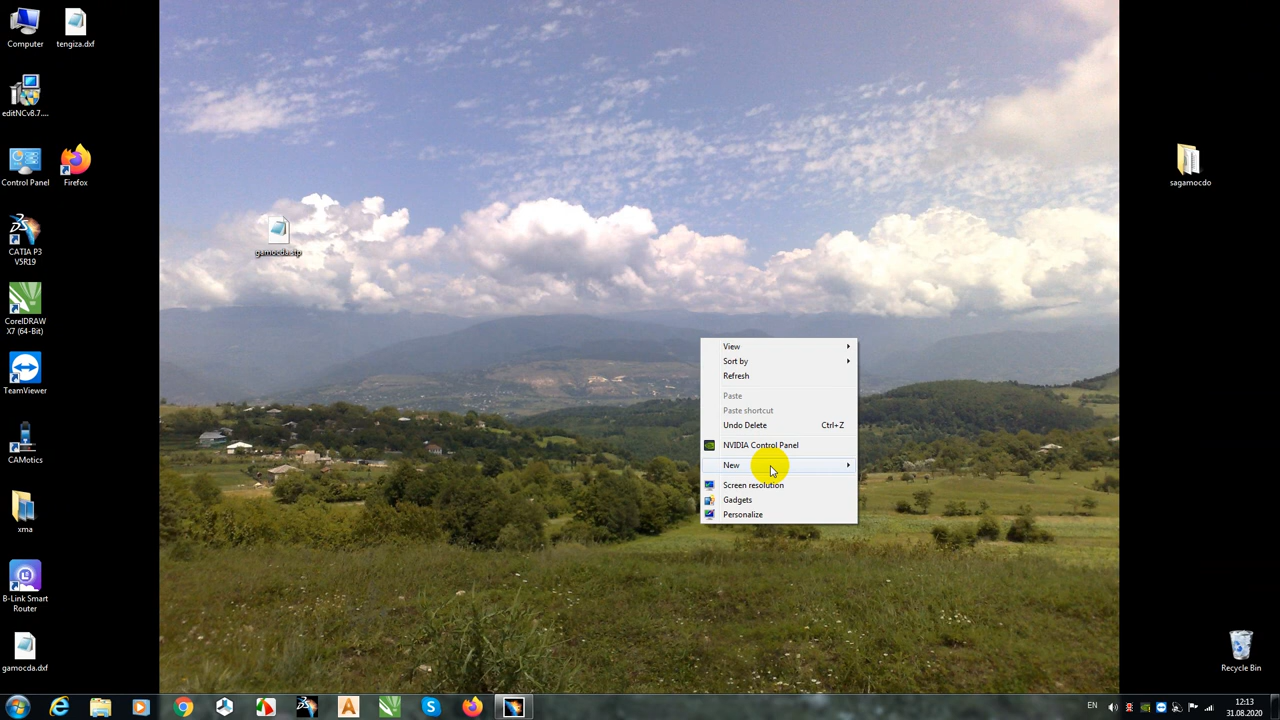 Computer
tengiza.dxf
editNCv8.7....
Control Panel
Firefox
sagamocdo
CATIA P3
V5R19
gamocda.stp
CorelDRAW
X7 (64-Bit)
TeamViewer
CAMotics
xma
B-Link Smart
Router
gamocda.dxf
View
Sort by
Refresh
Paste
Paste shortcut
Undo Delete Ctrl+Z
NVIDIA Control Panel
New
Screen resolution
Gadgets
Personalize
Recycle Bin
EN
12:13
31.08.2020